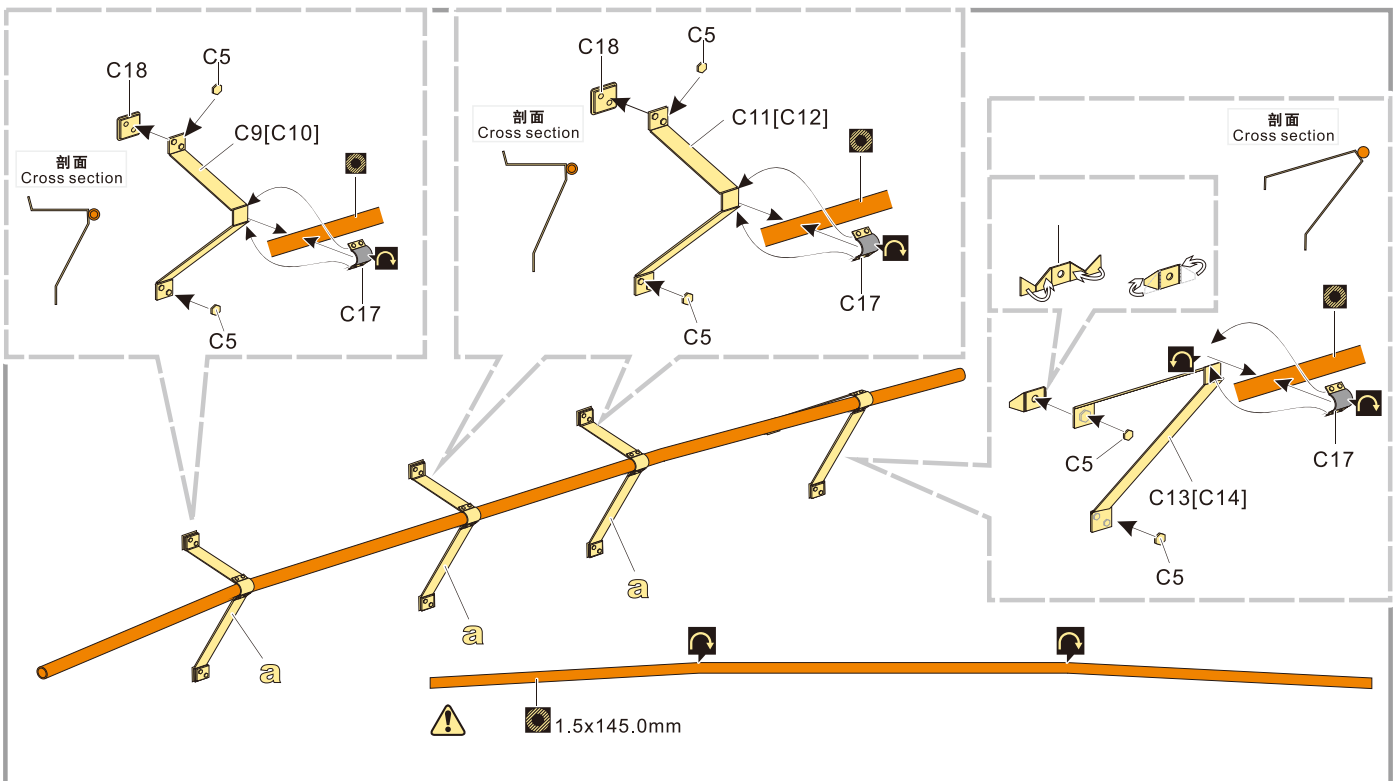 C18
C5
C9[C10]
剖面
Cross section
C17
C5
C18
C5
C11[C12]
剖面
Cross section
C17
C5
剖面
Cross section
C5
C17
C13[C14]
C5
a
a
a
1.5x145.0mm